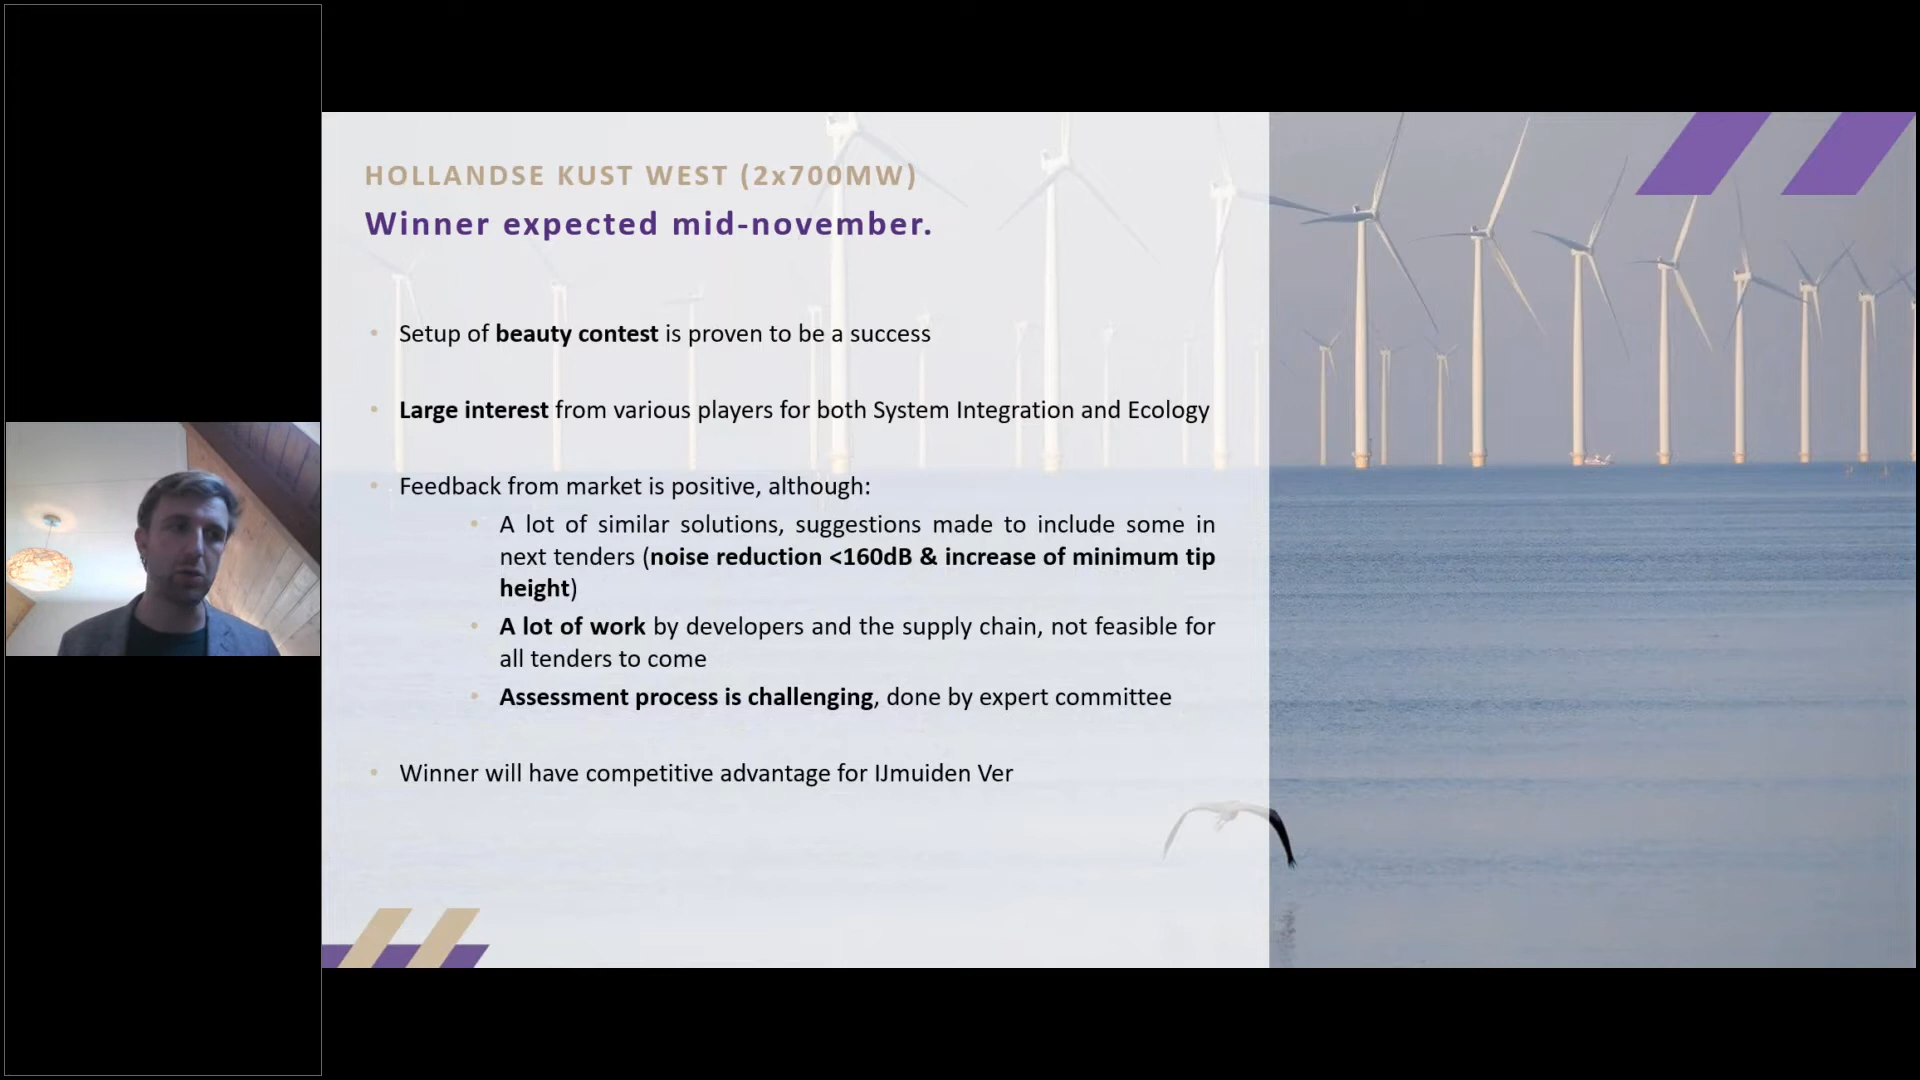 HOLLANDSE KUST WEST (2x700MW)
Winner expected mid-november.
• Setup of beauty contest is proven to be a success
• Large interest from various players for both System Integration and Ecology
• Feedback from market is positive, although:
• A lot of similar solutions, suggestions made to include some in
next tenders (noise reduction <160dB & increase of minimum tip
height)
• A lot of work by developers and the supply chain, not feasible for
all tenders to come
• Assessment process is challenging, done by expert committee
• Winner will have competitive advantage for IJmuiden Ver